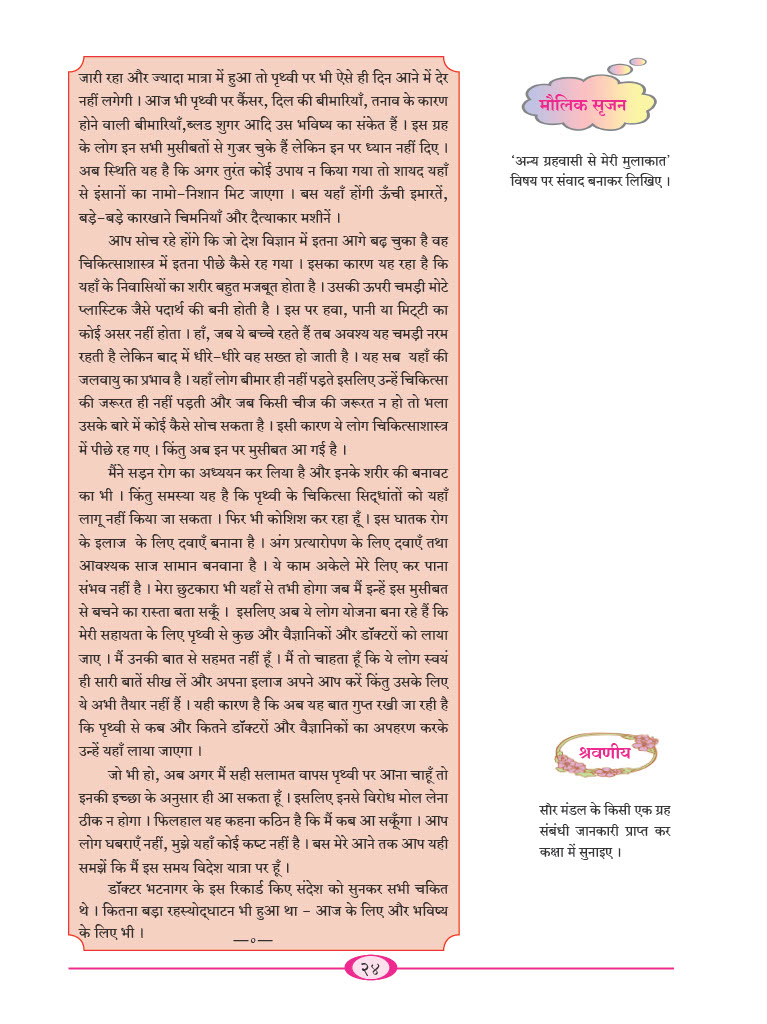 जारी रहा और ज्यादा मात्रा में हुआ तो पृथ्वी पर भी ऐसे ही दिन आने में देर
नहीं लगेगी । आज भी पृथ्वी पर कैंसर, दिल की बीमारियाँ, तनाव के कारण
होने वाली बीमारियाँ,ब्लड शुगर आदि उस भविष्य का संकेत हैं । इस ग्रह
के लोग इन सभी मुसीबतों से गुजर चुके हैं लेकिन इन पर ध्यान नहीं दिए ।
अब स्थिति यह है कि अगर तुरंत कोई उपाय न किया गया तो शायद यहाँ
से इंसानों का नामो-निशान मिट जाएगा । बस यहाँ होंगी ऊँची इमारतें,
बड़े-बड़े कारखाने चिमनियाँ और दैत्याकार मशीनें ।
आप सोच रहे होंगे कि जो देश विज्ञान में इतना आगे बढ़ चुका है वह
चिकित्साशास्त्र में इतना पीछे कैसे रह गया । इसका कारण यह रहा है कि
यहाँ के निवासियों का शरीर बहुत मजबूत होता है । उसकी ऊपरी चमड़ी मोटे
प्लास्टिक जैसे पदार्थ की बनी होती है । इस पर हवा, पानी या मिट्‌टी का
कोई असर नहीं होता । हाँ, जब ये बच्चे रहते हैं तब अवश्य यह चमड़ी नरम
रहती है लेकिन बाद में धीरे-धीरे वह सख्त हो जाती है । यह सब यहाँ की
जलवायु का प्रभाव है । यहाँ लोग बीमार ही नहीं पड़ते इसलिए उन्हें चिकित्सा
की जरूरत ही नहीं पड़ती और जब किसी चीज की जरूरत न हो तो भला
उसके बारे में कोई कैसे सोच सकता है । इसी कारण ये लोग चिकित्साशास्त्र
में पीछे रह गए । किंतु अब इन पर मुसीबत आ गई है ।
मैंने सड़न रोग का अध्ययन कर लिया है और इनके शरीर की बनावट
का भी । किंतु समस्या यह है कि पृथ्वी के चिकित्सा सिद्‌धांतों को यहाँ
लागू नहीं किया जा सकता । फिर भी कोशिश कर रहा हूँ । इस घातक रोग
के इलाज के लिए दवाएँ बनाना है । अंग प्रत्यारोपण के लिए दवाएँ तथा
आवश्यक साज सामान बनवाना है । ये काम अकेले मेरे लिए कर पाना
संभव नहीं है । मेरा छुटकारा भी यहाँ से तभी होगा जब मैं इन्हें इस मुसीबत
से बचने का रास्ता बता सकूँ । इसलिए अब ये लोग योजना बना रहे हैं कि
मेरी सहायता के लिए पृथ्वी से कुछ और वैज्ञानिकों और डॉक्टरों को लाया
जाए । मैं उनकी बात से सहमत नहीं हूँ । मैं तो चाहता हूँ कि ये लोग स्वयं
ही सारी बातें सीख लें और अपना इलाज अपने आप करें किंतु उसके लिए
ये अभी तैयार नहीं हैं । यही कारण है कि अब यह बात गुप्त रखी जा रही है
कि पृथ्वी से कब और कितने डॉक्टरों और वैज्ञानिकों का अपहरण करके
उन्हें यहाँ लाया जाएगा ।
जो भी हो, अब अगर मैं सही सलामत वापस पृथ्वी पर आना चाहूँ तो
इनकी इच्छा के अनुसार ही आ सकता हूँ । इसलिए इनसे विरोध मोल लेना
ठीक न होगा । फिलहाल यह कहना कठिन है कि मैं कब आ सकूँगा । आप
लोग घबराएँ नहीं, मुझे यहाँ कोई कष्ट नहीं है । बस मेरे आने तक आप यही
समझें कि मैं इस समय विदेश यात्रा पर हूँ ।
डॉक्टर भटनागर के इस रिकार्ड किए संदेश को सुनकर सभी चकित
थे । कितना बड़ा रहस्योद्‌घाटन भी हुआ था - आज के लिए और भविष्य
के लिए भी ।
—०—
मौलिक सृजन
‘अन्य ग्रहवासी से मेरी मुलाकात’
विषय पर संवाद बनाकर लिखिए ।
श्रवणीय
सौर मंडल के किसी एक ग्रह
संबंधी जानकारी प्राप्त कर
कक्षा में सुनाइए ।
२४